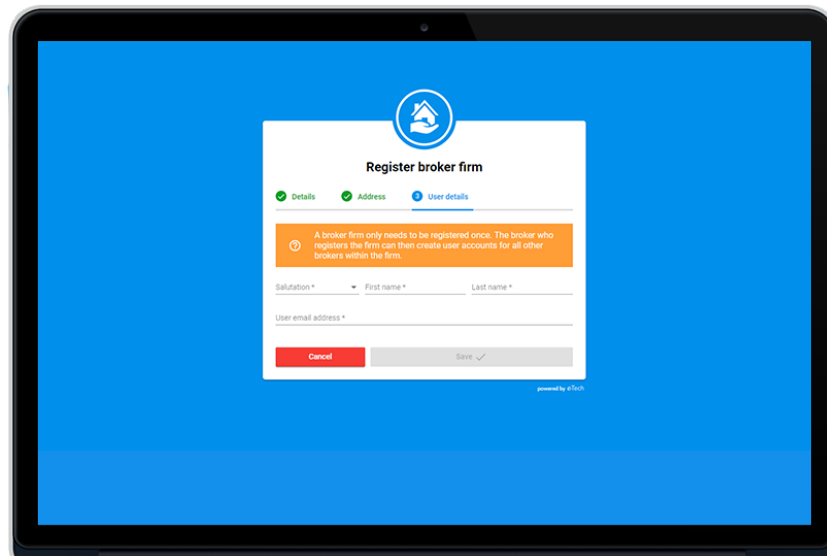 Register broker firm
Details
Address
3 User details
A broker firm only needs to be registered once. The broker who
registers the firm can then create user accounts for all other
brokers within the firm.
Salutation * First name * Last name *
User email address *
Cancel Save
powered by eTech